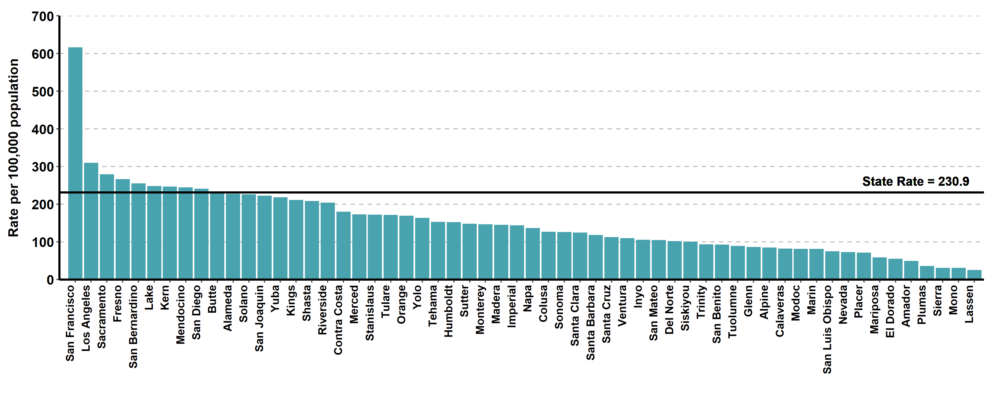 Rate per 100,000 population
700
600
500
400
300
200
100
0
State Rate = 230.9
San Francisco
Los Angeles
Sacramento
Fresno
San Bernardino
Lake
Kern
Mendocino
San Diego
Butte
Alameda
Solano
San Joaquin
Yuba
Kings
Shasta
Riverside
Contra Costa
Merced
Stanislaus
Tulare
Orange
Yolo
Tehama
Humboldt
Sutter
Monterey
Madera
Imperial
Napa
Colusa
Sonoma
Santa Clara
Santa Barbara
Santa Cruz
Ventura
Inyo
San Mateo
Del Norte
Siskiyou
Trinity
San Benito
Tuolumne
Glenn
Alpine
Calaveras
Modoc
Marin
San Luis Obispo
Nevada
Placer
Mariposa
El Dorado
Amador
Plumas
Sierra
Mono
Lassen